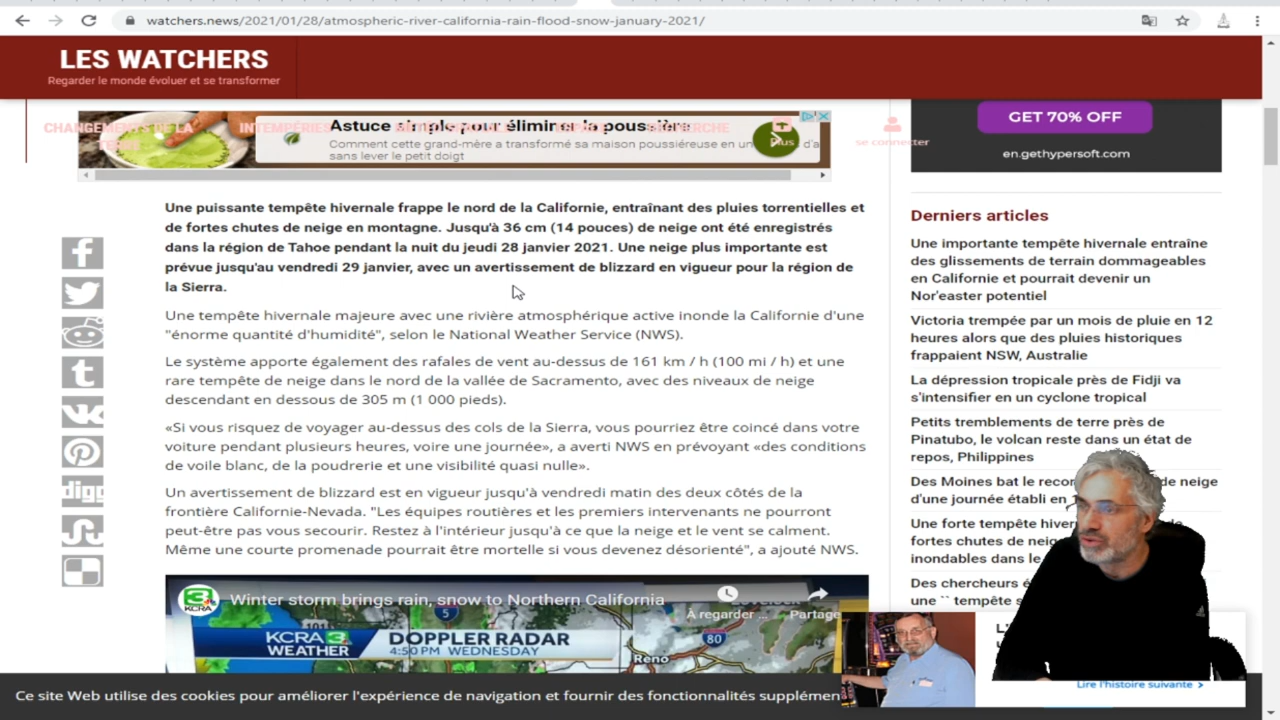 watchers.news/2021/01/28/atmospheric-river-california-rain-flood-snow-january-2021/
LES WATCHERS
Regarder le monde évoluer et se transformer
CHANGEMENTS DE LA
TERRE
INTEMPÉRIES
Plus
se connecter
Astuce simple pour éliminer la poussière
Comment cette grand-mère a transformé sa maison poussiéreuse en un
sans lever le petit doigt
GET 70% OFF
en.gethypersoft.com
Une puissante tempête hivernale frappe le nord de la Californie, entraînant des pluies torrentielles et
de fortes chutes de neige en montagne. Jusqu'à 36 cm (14 pouces) de neige ont été enregistrés
dans la région de Tahoe pendant la nuit du jeudi 28 janvier 2021. Une neige plus importante est
prévue jusqu'au vendredi 29 janvier, avec un avertissement de blizzard en vigueur pour la région de
la Sierra.
Une tempête hivernale majeure avec une rivière atmosphérique active inonde la Californie d'une
"énorme quantité d'humidité", selon le National Weather Service (NWS).
Le système apporte également des rafales de vent au-dessus de 161 km / h (100 mi / h) et une
rare tempête de neige dans le nord de la vallée de Sacramento, avec des niveaux de neige
descendant en dessous de 305 m (1 000 pieds).
«Si vous risquez de voyager au-dessus des cols de la Sierra, vous pourriez être coincé dans votre
voiture pendant plusieurs heures, voire une journée», a averti NWS en prévoyant «des conditions
de voile blanc, de la poudrerie et une visibilité quasi nulle».
Un avertissement de blizzard est en vigueur jusqu'à vendredi matin des deux côtés de la
frontière Californie-Nevada. "Les équipes routières et les premiers intervenants ne pourront
peut-être pas vous secourir. Restez à l'intérieur jusqu'à ce que la neige et le vent se calment.
Même une courte promenade pourrait être mortelle si vous devenez désorienté", a ajouté NWS.
digg
3
KCRA
Winter storm brings rain, snow to Northern California
À regarder ...
Partage
KCRA 3
WEATHER
DOPPLER RADAR
4:50 PM WEDNESDAY
5
80
Reno
Derniers articles
Une importante tempête hivernale entraîne
des glissements de terrain dommageables
en Californie et pourrait devenir un
Nor'easter potentiel
Victoria trempée par un mois de pluie en 12
heures alors que des pluies historiques
frappaient NSW, Australie
La dépression tropicale près de Fidji va
s'intensifier en un cyclone tropical
Petits tremblements de terre près de
Pinatubo, le volcan reste dans un état de
repos, Philippines
Des Moines bat le de neige
d'une journée établi en
Une forte tempête
fortes chutes de
inondables dans le
Des chercheurs
une `` tempête
Lire l'histoire suivante >
Ce site Web utilise des cookies pour améliorer l'expérience de navigation et fournir des fonctionnalités